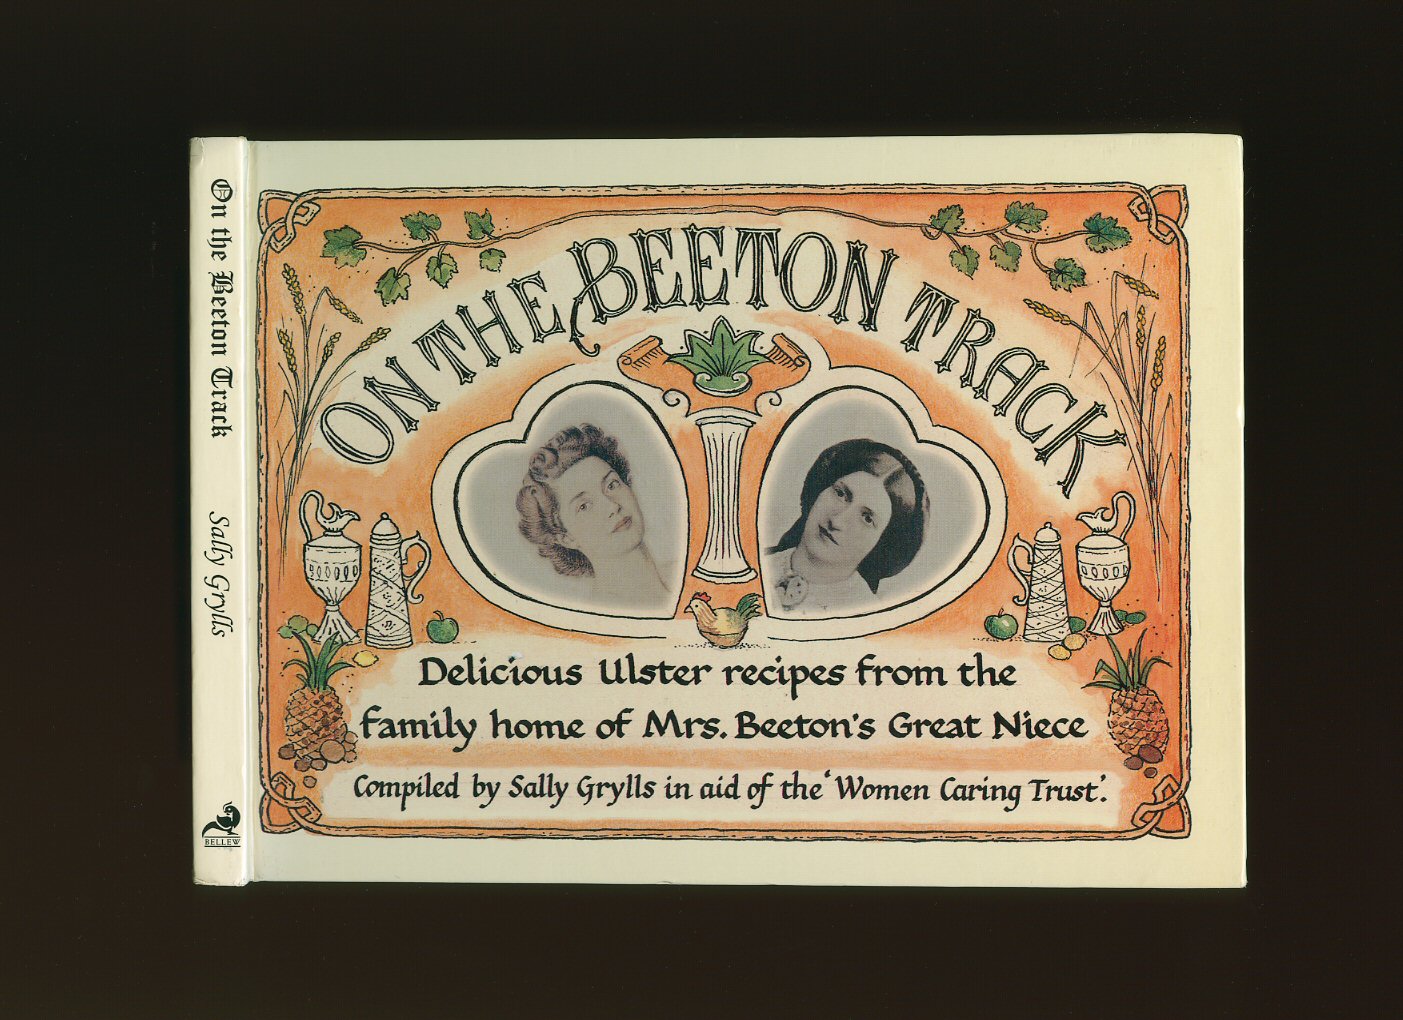 On the Beeton Track
Sally Grylls
BELLEW
ON THE BEETON TRACK
Delicious Ulster recipes from the
family home of Mrs. Beeton's Great Niece
Compiled by Sally Grylls in aid of the 'Women Caring Trust'.